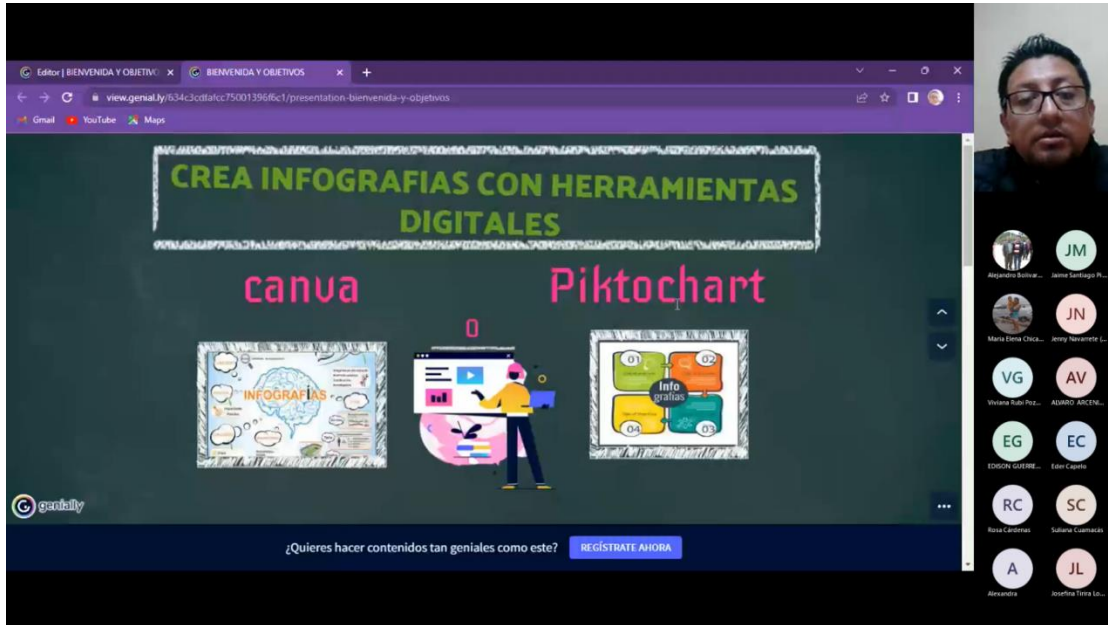 Editor | BIENVENIDA Y OBJETIVO
BIENVENIDA Y OBJETIVOS
view.genial.ly/634c3cdfafcc75001396f6c1/presentation-bienvenida-y-objetivos
Gmail
YouTube
Maps
CREA INFOGRAFIAS CON HERRAMIENTAS
DIGITALES
canva
Piktochart
O
INFOGRAFÍAS
01
02
Info
grafías
04
03
genially
¿Quieres hacer contenidos tan geniales como este?
REGÍSTRATE AHORA
JM
Alejandro Bolivar...
Jaime Santiago Pi...
JN
Maria Elena Chica...
Jenny Navarrete (...
VG
AV
Viviana Rubi Poz...
ALVARO ARCENI...
EG
EC
EDISON GUERRE...
Eder Capelo
RC
SC
Rosa Cárdenas
Suliana Cuamacás
A
JL
Alexandra
Josefina Tirira Lo...